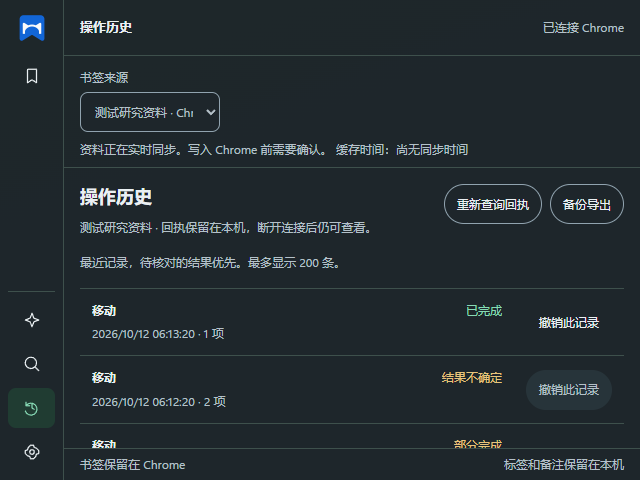 操作历史
已连接 Chrome
书签来源
测试研究资料 · Chr
资料正在实时同步。写入 Chrome 前需要确认。 缓存时间：尚无同步时间
操作历史
重新查询回执
备份导出
测试研究资料 · 回执保留在本机，断开连接后仍可查看。
最近记录，待核对的结果优先。最多显示 200 条。
移动
已完成
撤销此记录
2026/10/12 06:13:20 · 1 项
移动
结果不确定
撤销此记录
2026/10/12 06:12:20 · 2 项
移动
部分完成
书签保留在 Chrome
标签和备注保留在本机